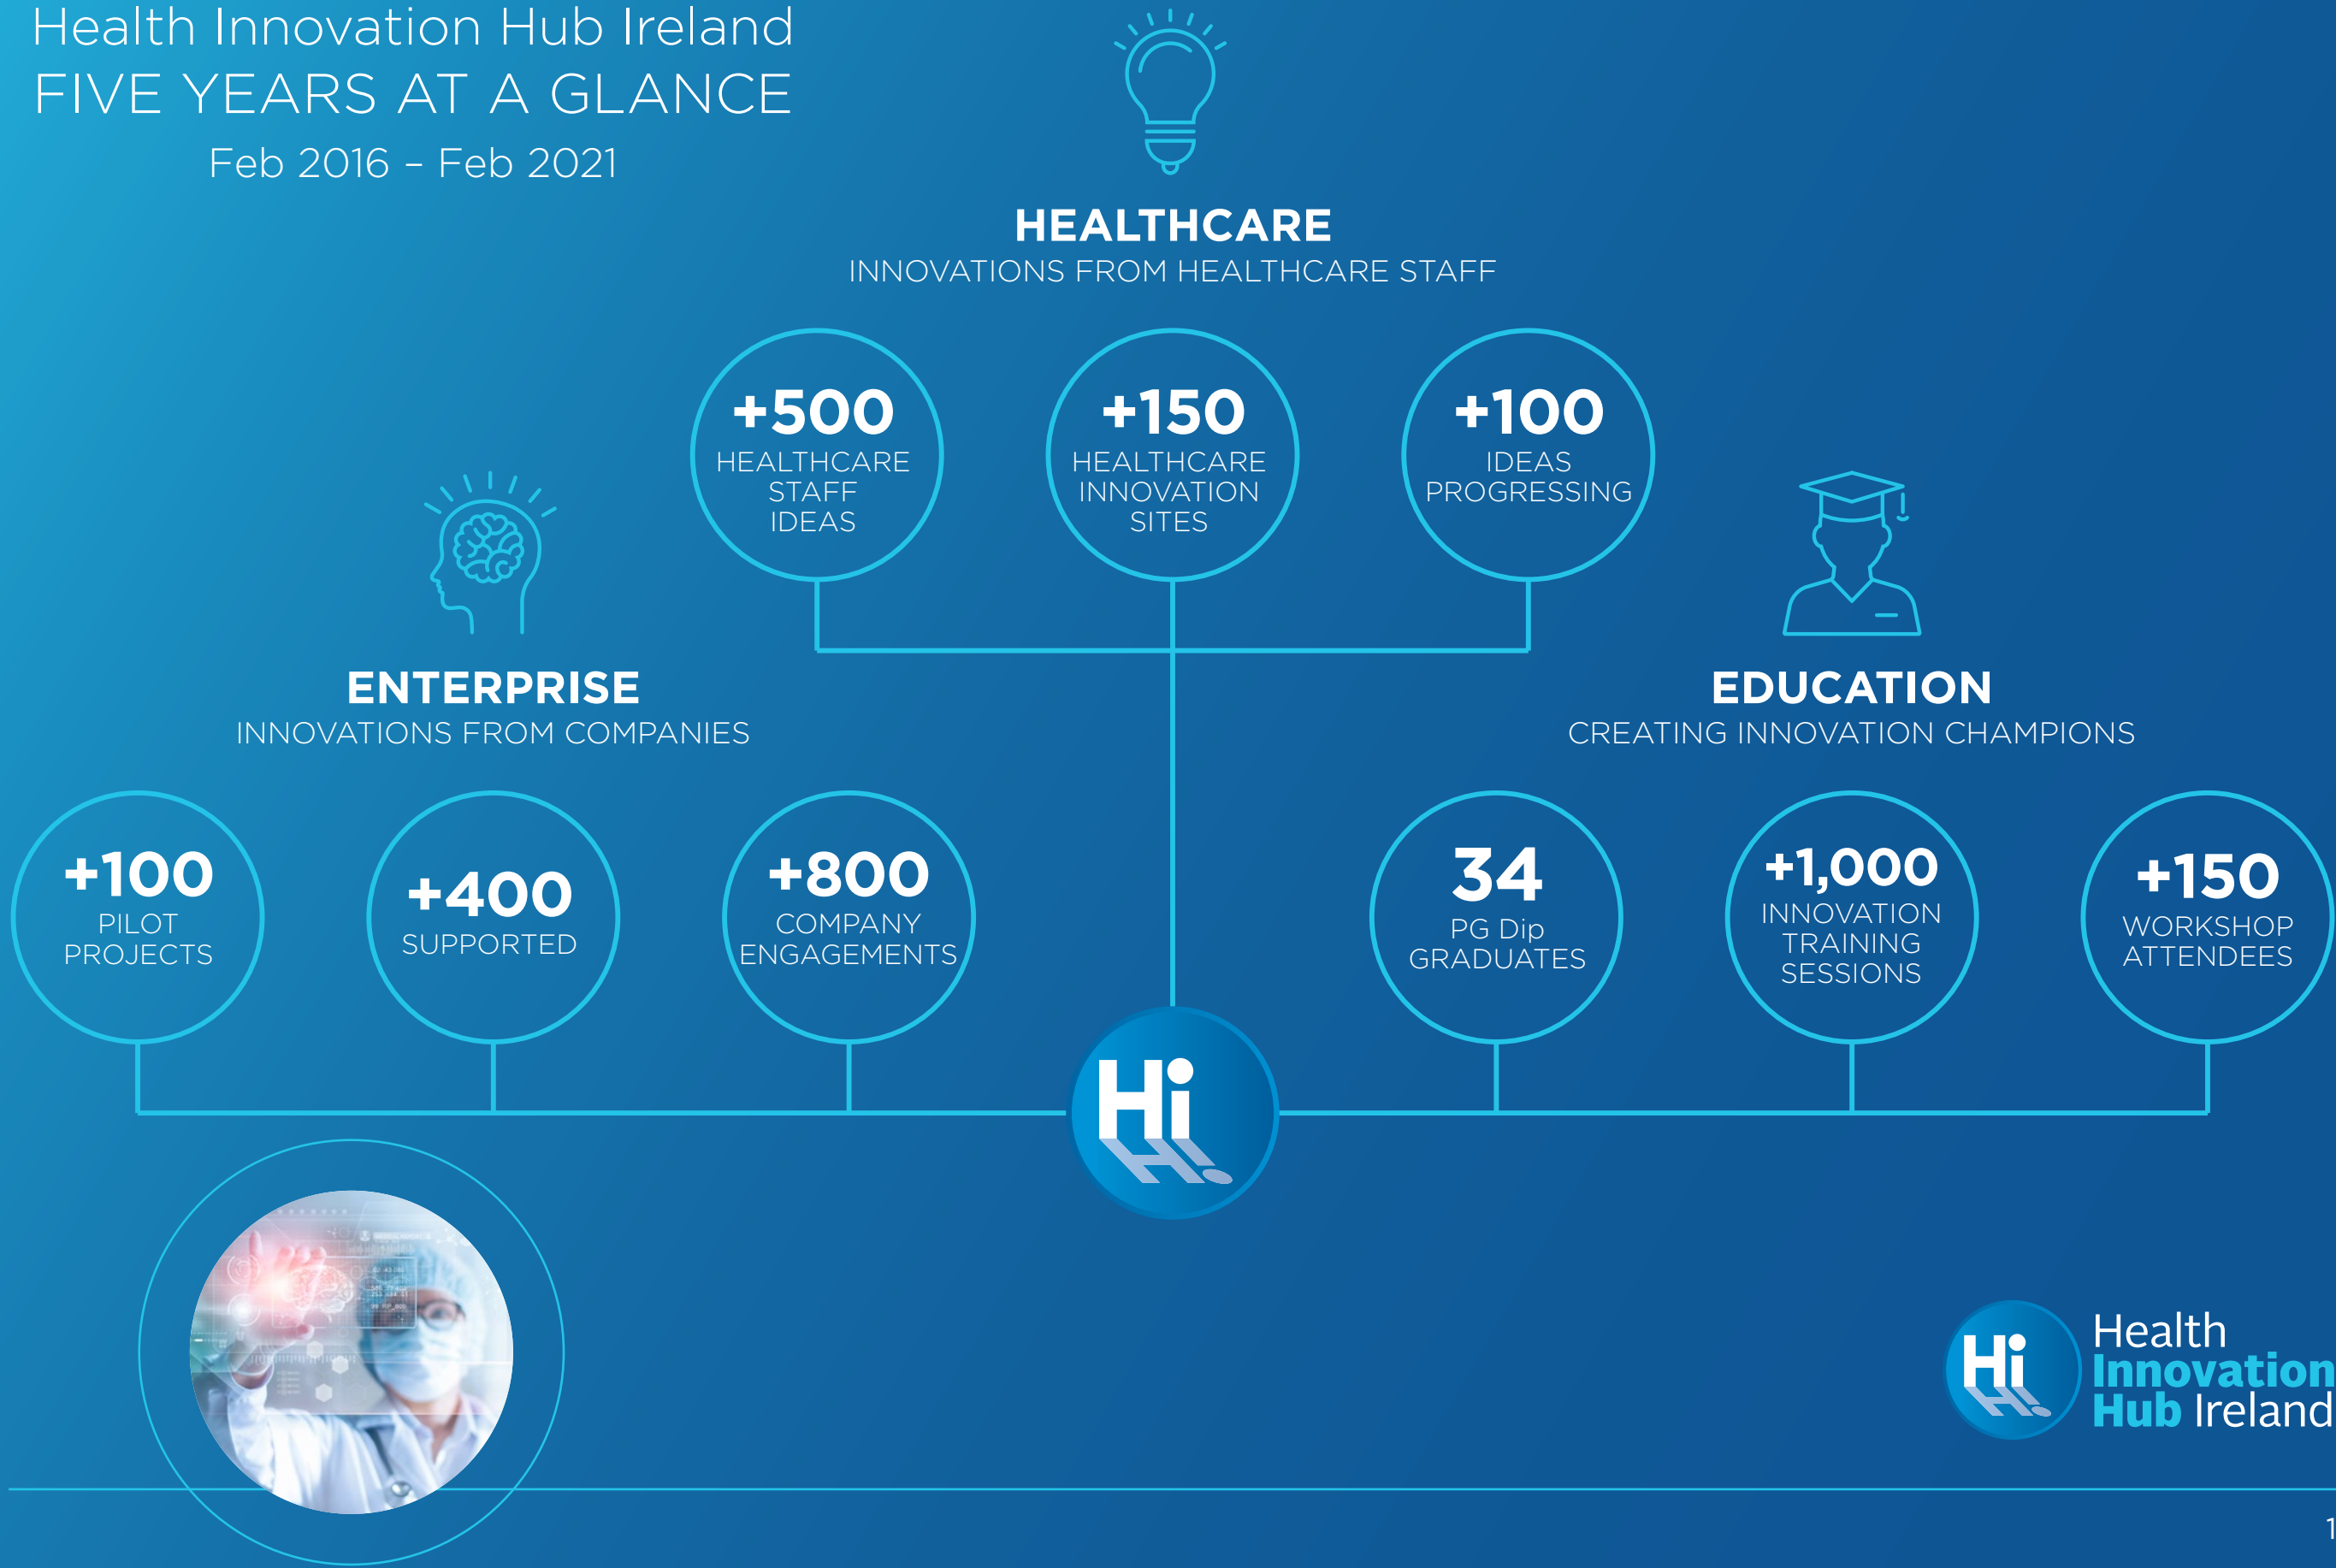 Health Innovation Hub Ireland
FIVE YEARS AT A GLANCE
Feb 2016 – Feb 2021
HEALTHCARE
INNOVATIONS FROM HEALTHCARE STAFF
+500
HEALTHCARE
STAFF
IDEAS
+150
HEALTHCARE
INNOVATION
SITES
+100
IDEAS
PROGRESSING
ENTERPRISE
INNOVATIONS FROM COMPANIES
+100
PILOT
PROJECTS
+400
SUPPORTED
+800
COMPANY
ENGAGEMENTS
EDUCATION
CREATING INNOVATION CHAMPIONS
34
PG Dip
GRADUATES
+1,000
INNOVATION
TRAINING
SESSIONS
+150
WORKSHOP
ATTENDEES
Hi
Hi
Health
Innovation
Hub Ireland
1